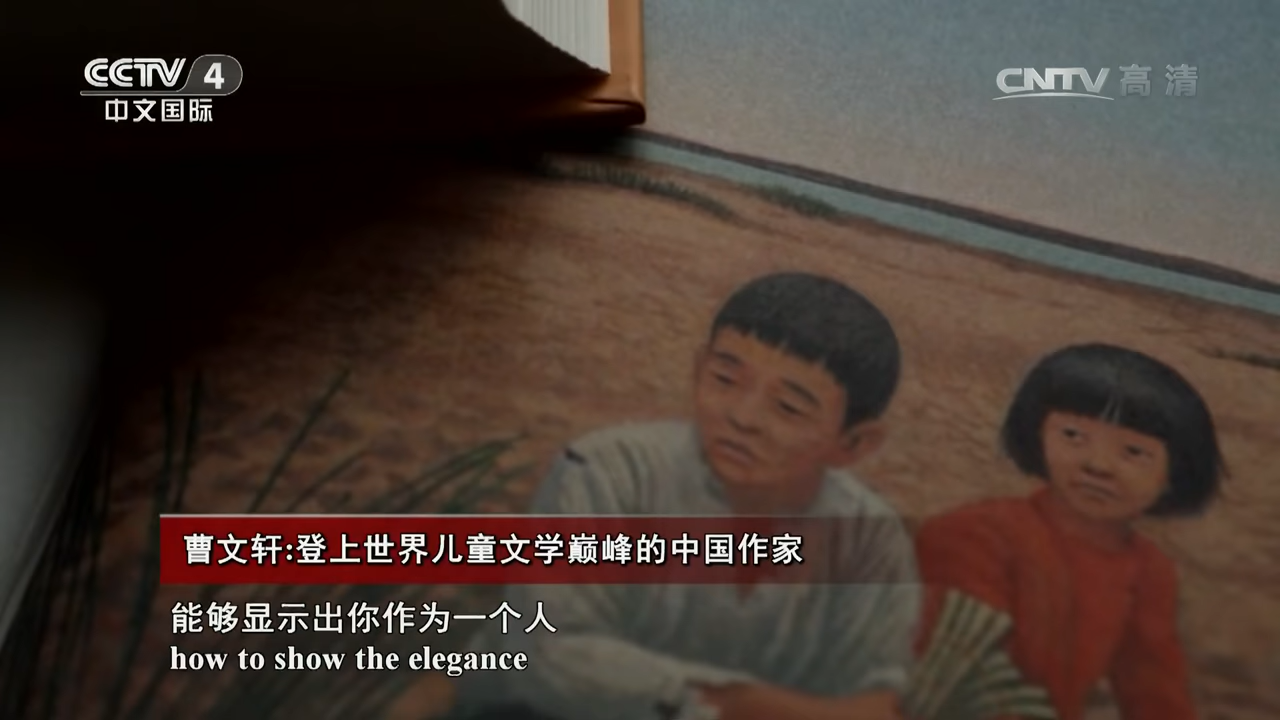 CCTV 4
中文国际
CNTV 高清
曹文轩:登上世界儿童文学巅峰的中国作家
能够显示出你作为一个人
how to show the elegance